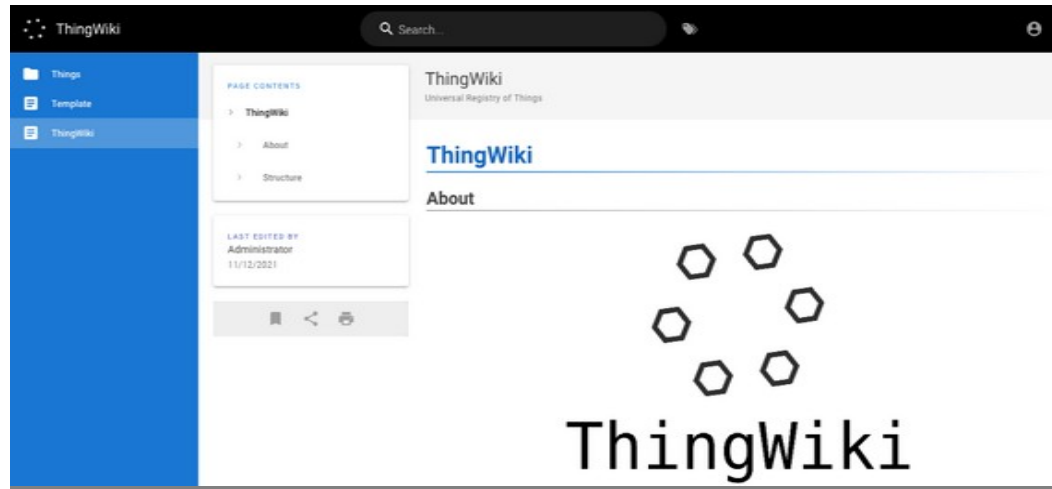 ThingWiki
Search...
Things
Template
ThingWiki
PAGE CONTENTS
ThingWiki
About
Structure
LAST EDITED BY
Administrator
11/12/2021
ThingWiki
Universal Registry of Things
ThingWiki
About
ThingWiki